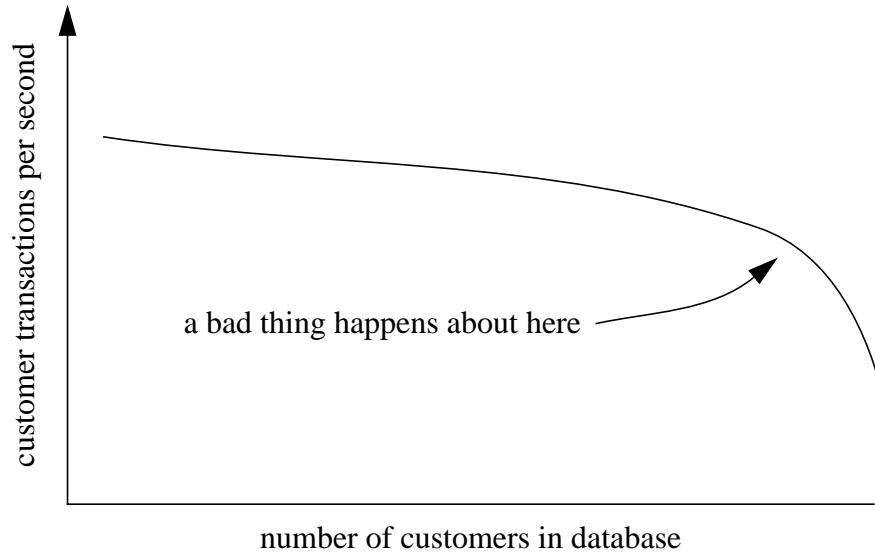 customer transactions per second
a bad thing happens about here
number of customers in database